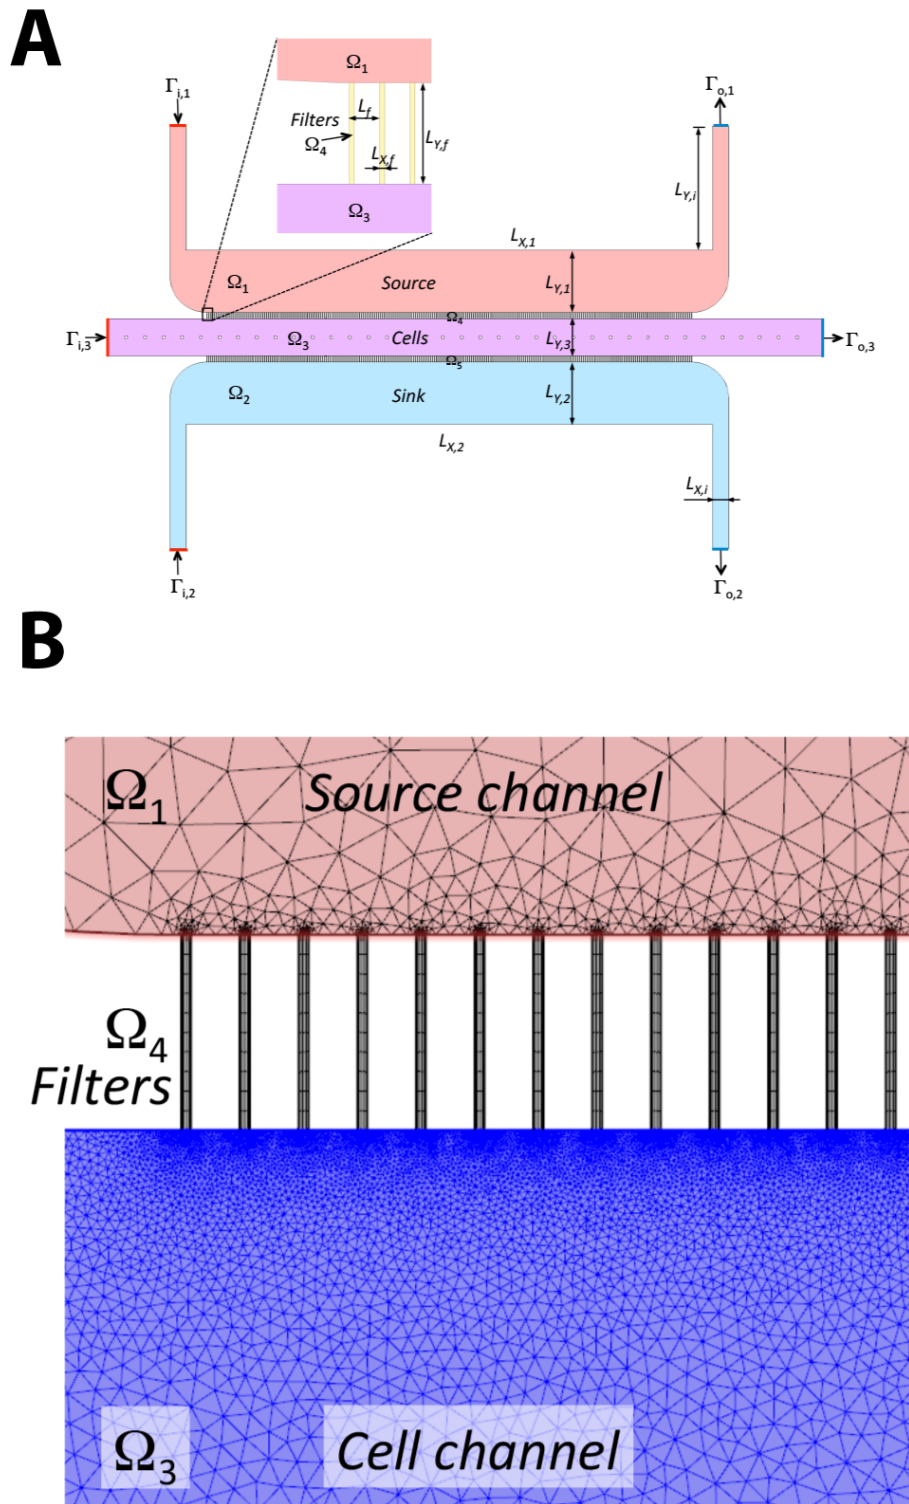 A
Ω₁
Γi,1
Γo,1
Lf
Filters
Ω₄
LX,f
LY,f
LY,i
Ω₃
LX,1
Ω₁
Source
LY,1
Ω₄
Γi,3
Ω₃
Cells
LY,3
Γo,3
Ω₅
Ω₂
Sink
LY,2
LX,2
LX,i
Γi,2
Γo,2
B
Ω₁
Source channel
Ω₄
Filters
Ω₃
Cell channel